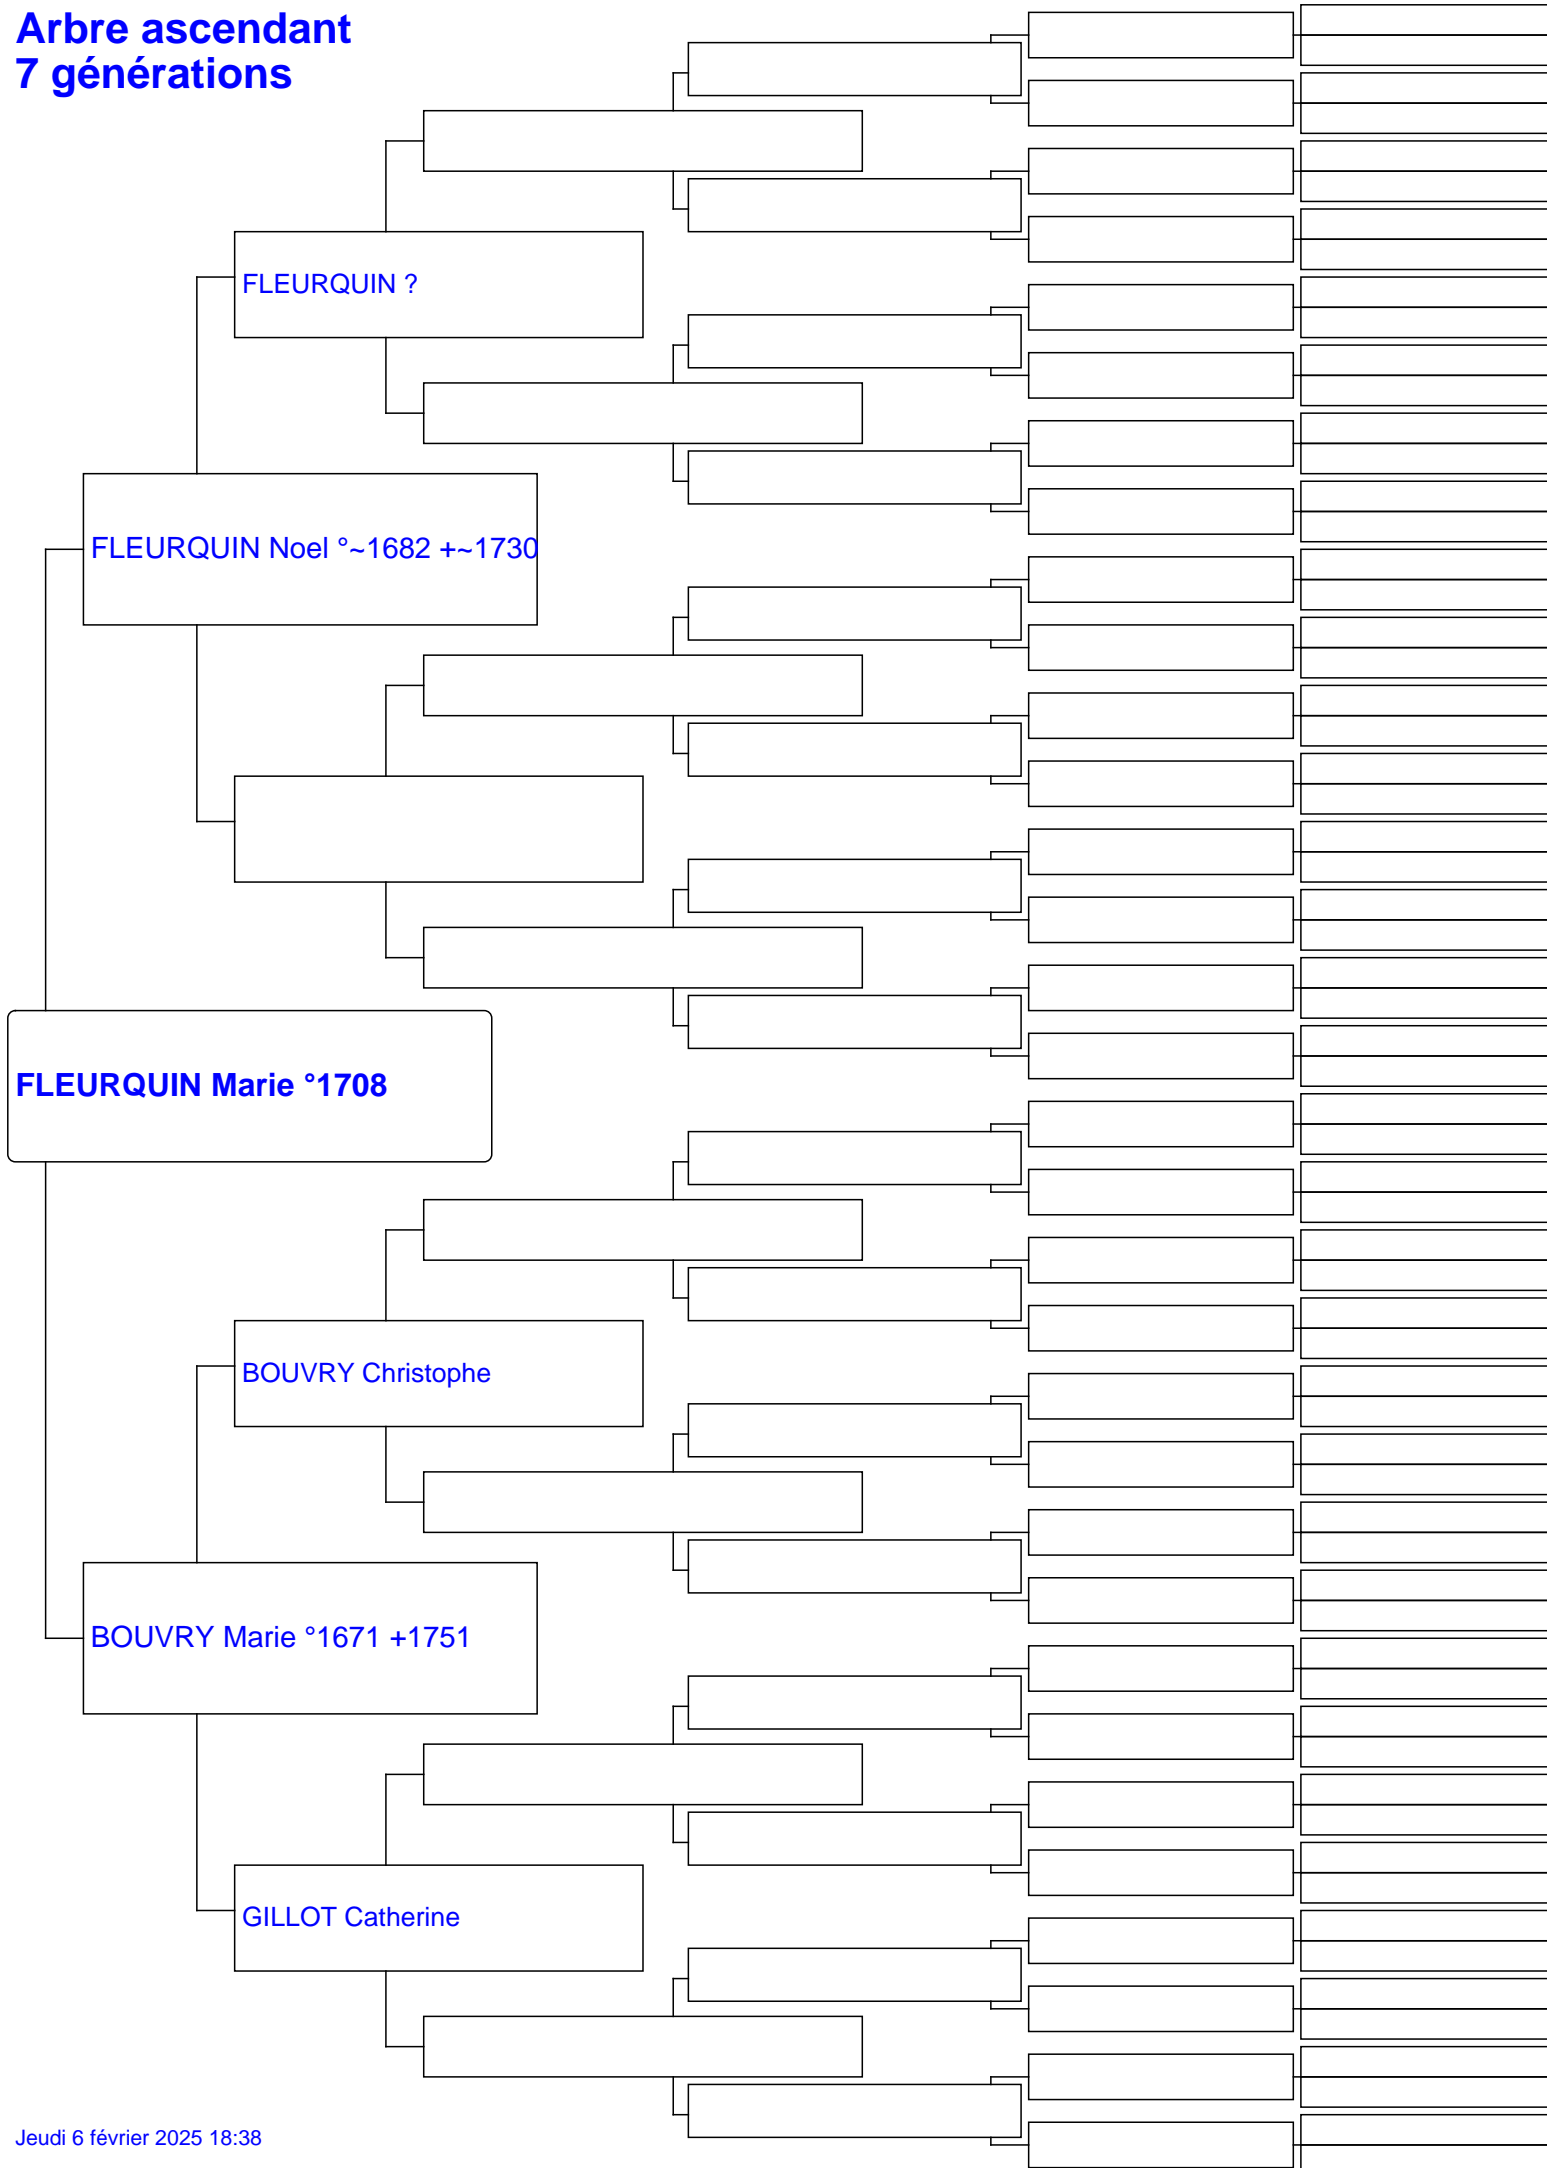 Arbre ascendant
7 générations
FLEURQUIN ?
FLEURQUIN Noel °~1682 +~1730
FLEURQUIN Marie °1708
BOUVRY Christophe
BOUVRY Marie °1671 +1751
GILLOT Catherine
Jeudi 6 février 2025 18:38